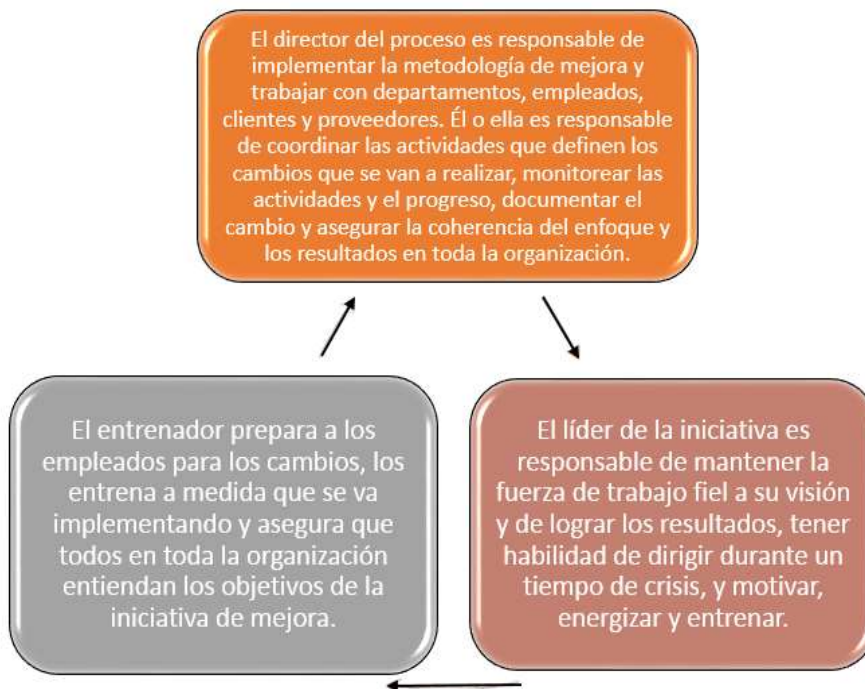 El director del proceso es responsable de
implementar la metodología de mejora y
trabajar con departamentos, empleados,
clientes y proveedores. Él o ella es responsable
de coordinar las actividades que definen los
cambios que se van a realizar, monitorear las
actividades y el progreso, documentar el
cambio y asegurar la coherencia del enfoque y
los resultados en toda la organización.
El líder de la iniciativa es
responsable de mantener la
fuerza de trabajo fiel a su visión
y de lograr los resultados, tener
habilidad de dirigir durante un
tiempo de crisis, y motivar,
energizar y entrenar.
El entrenador prepara a los
empleados para los cambios, los
entrena a medida que se va
implementando y asegura que
todos en toda la organización
entiendan los objetivos de la
iniciativa de mejora.